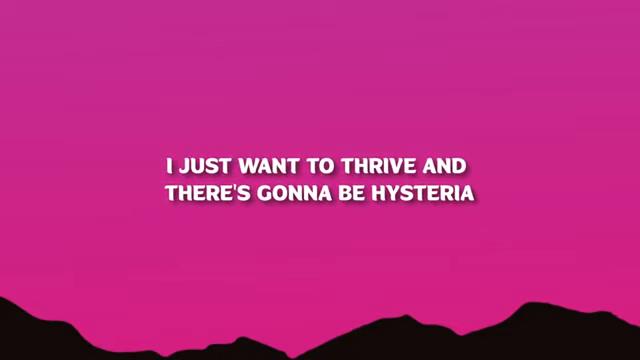 I JUST WANT TO THRIVE AND
THERE'S GONNA BE HYSTERIA